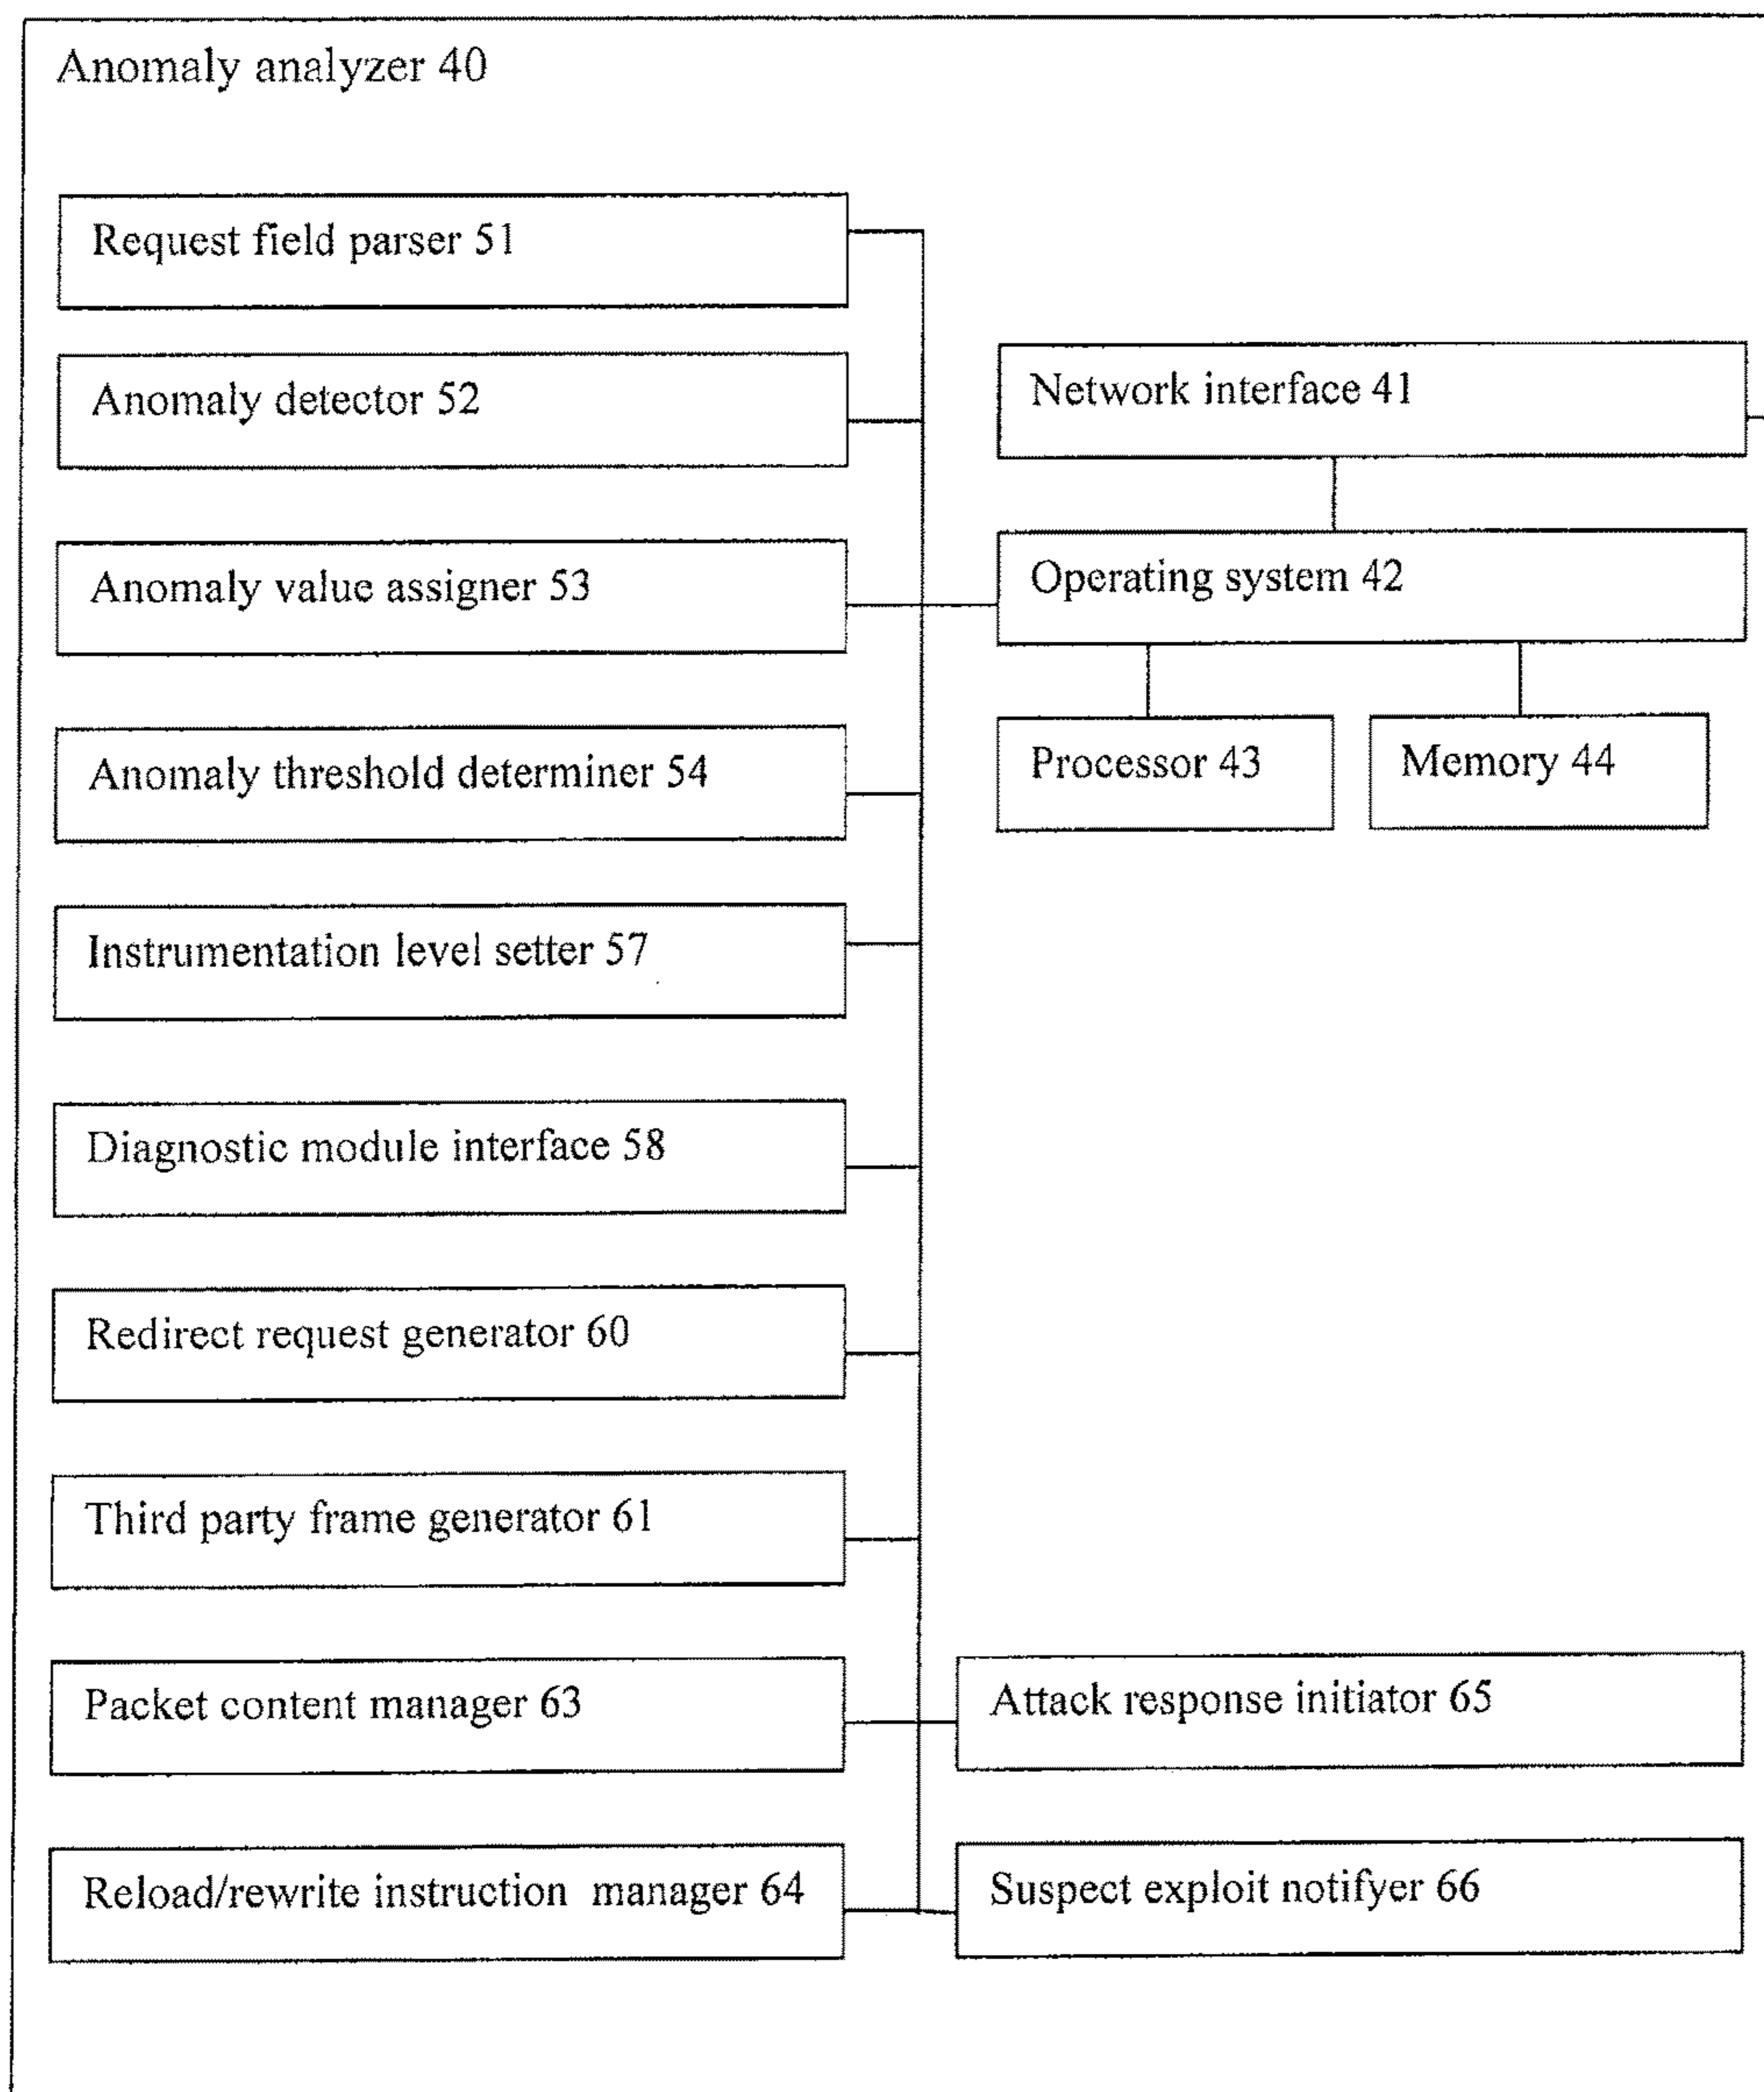 Anomaly analyzer 40
Request field parser 51
Anomaly detector 52
Network interface 41
Anomaly value assigner 53
Operating system 42
Anomaly threshold determiner 54
Processor 43
Memory 44
Instrumentation level setter 57
Diagnostic module interface 58
Redirect request generator 60
Third party frame generator 61
Packet content manager 63
Attack response initiator 65
Reload/rewrite instruction manager 64
Suspect exploit notifyer 66